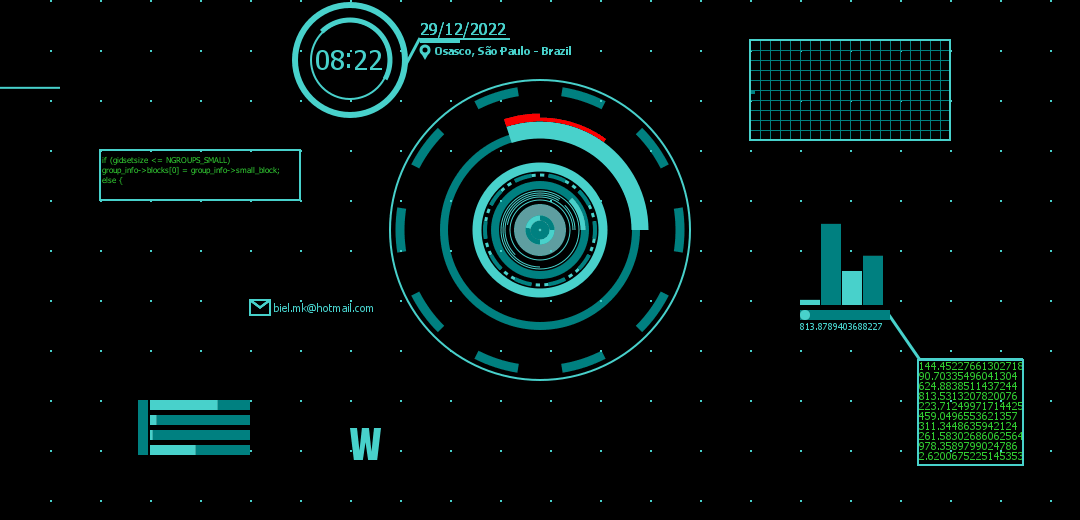 29/12/2022
08:22
Osasco, São Paulo - Brazil
if (gidsetsize <= NGROUPS_SMALL)
group_info->blocks[0] = group_info->small_block;
else {
biel.mk@hotmail.com
813.8789403688227
144.45227661302718
90.70335496041304
624.8838511437244
813.5313207820076
223.71249971714425
459.0496553621357
311.3448635942124
261.58302686062564
978.3589799024786
2.6200675225145353
W